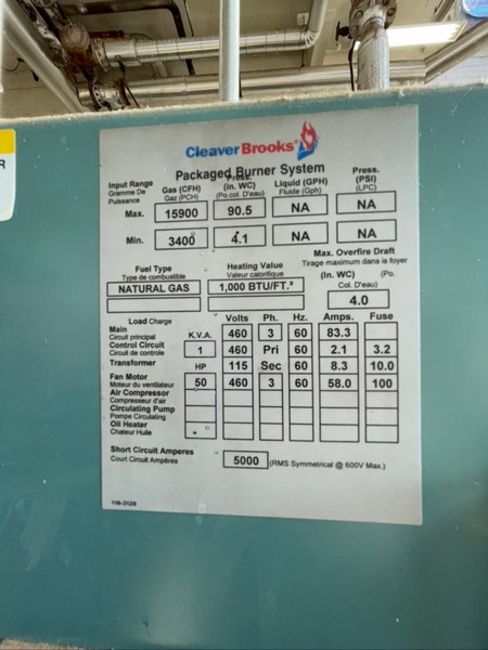 R
CleaverBrooks
Packaged Burner System
Input Range
Gramme De
Puissance
Gas (CFH)
Gaz (PCH)
Press.
(in. WC)
(Po.col. D'eau)
Liquid (GPH)
Fluide (Gph)
Press.
(PSI)
(LPC)
Max. 15900 90.5 NA NA
Min. 3400 4.1 NA NA
Max. Overfire Draft
Tirage maximum dans is foyer
(In. WC) (Po.
Col. D'eau)
4.0
Fuel Type
Type de combustible
NATURAL GAS
Heating Value
Valeur calorifique
1,000 BTU/FT.³
Load Charge Volts Ph. Hz. Amps. Fuse
Main
Circuit principal K.V.A. 460 3 60 83.3
Control Circuit
Circuit de controle 1 460 Pri 60 2.1 3.2
Transformer HP 115 Sec 60 8.3 10.0
Fan Motor
Moteur du ventilateur 50 460 3 60 58.0 100
Air Compressor
Compresseur d'air
Circulating Pump
Pompe Circulating
Oil Heater
Chateur Huile
Short Circuit Amperes
Court Circuit Ampères
5000 (RMS Symmetrical @ 600V Max.)
116-3128